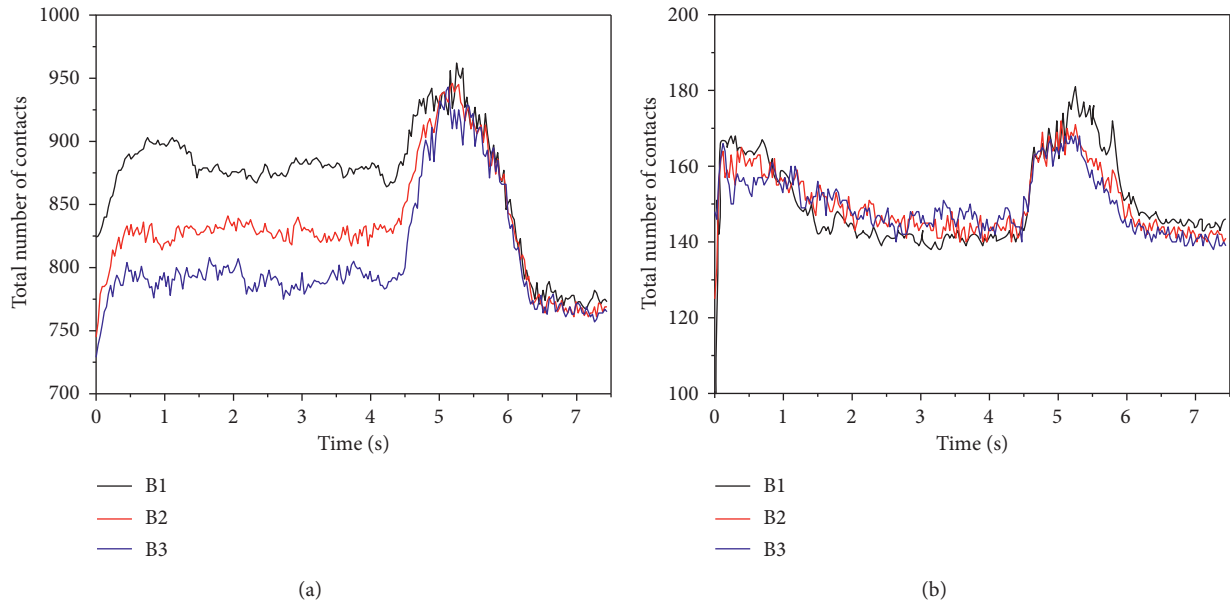 1000
950
900
850
800
750
700
Total number of contacts
0 1 2 3 4 5 6 7
Time (s)
B1
B2
B3
(a)
200
180
160
140
120
100
Total number of contacts
0 1 2 3 4 5 6 7
Time (s)
B1
B2
B3
(b)